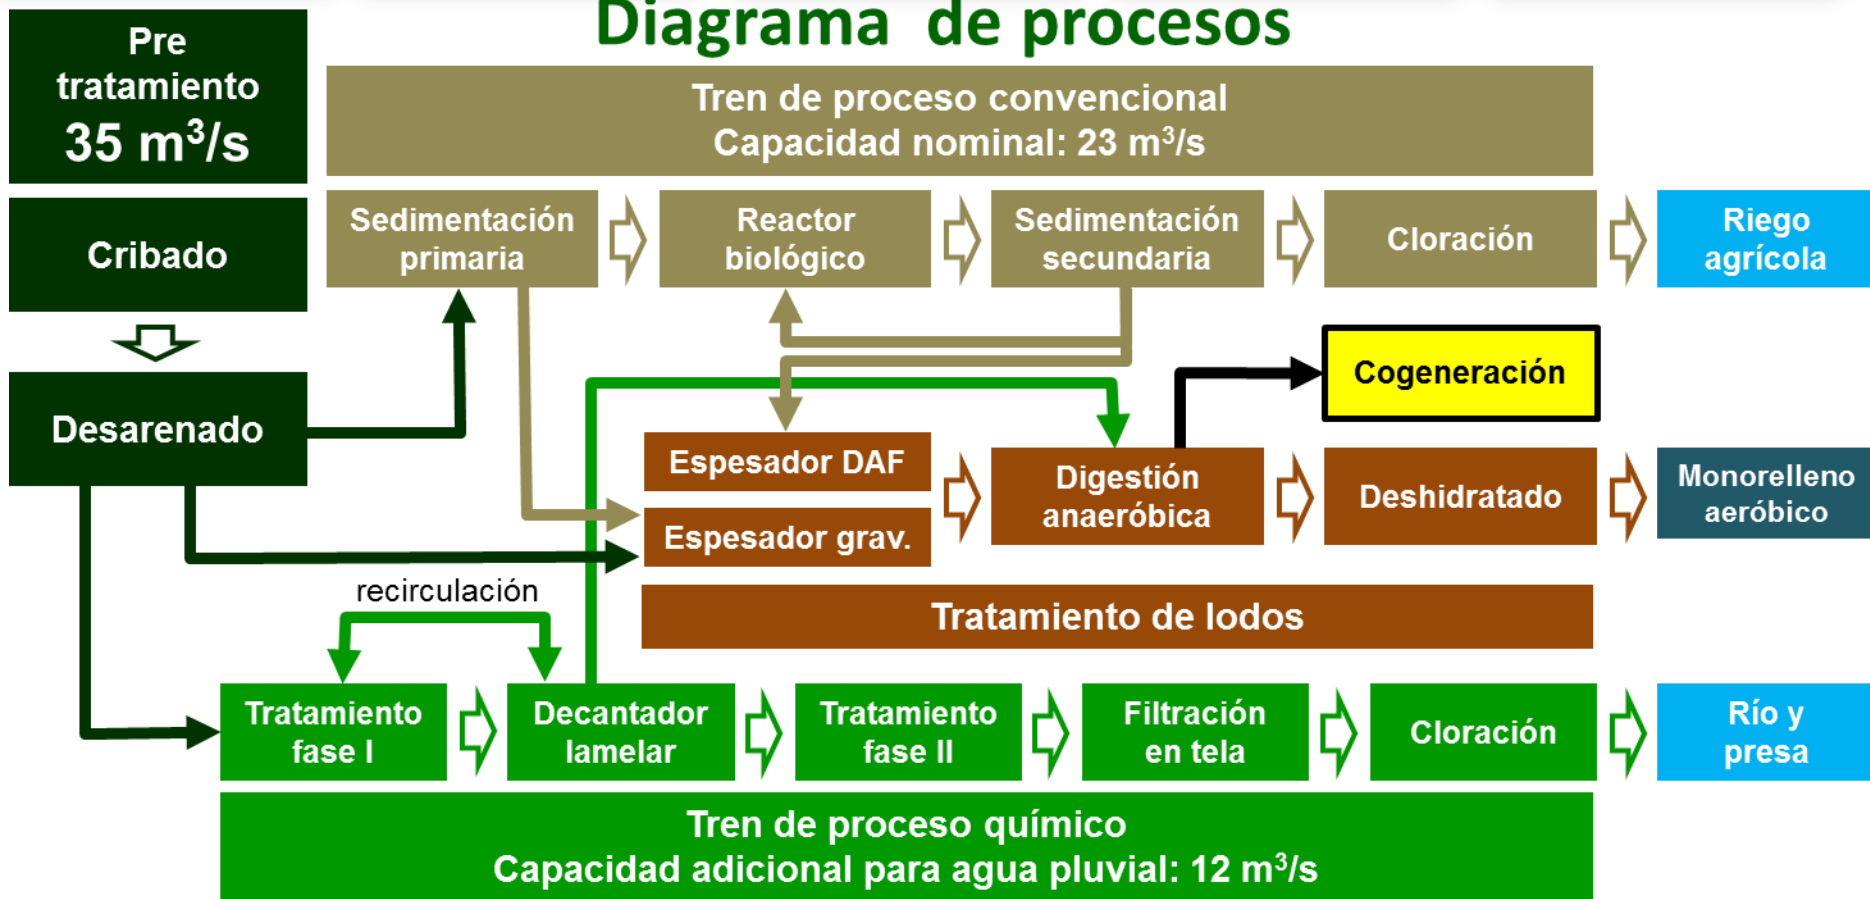 Diagrama de procesos
Pre
tratamiento
35 m³/s
Tren de proceso convencional
Capacidad nominal: 23 m³/s
Cribado
Sedimentación
primaria
Reactor
biológico
Sedimentación
secundaria
Cloración
Riego
agrícola
Desarenado
Cogeneración
Espesador DAF
Espesador grav.
Digestión
anaeróbica
Deshidratado
Monorelleno
aeróbico
Tratamiento de lodos
recirculación
Tratamiento
fase I
Decantador
lamelar
Tratamiento
fase II
Filtración
en tela
Cloración
Río y
presa
Tren de proceso químico
Capacidad adicional para agua pluvial: 12 m³/s